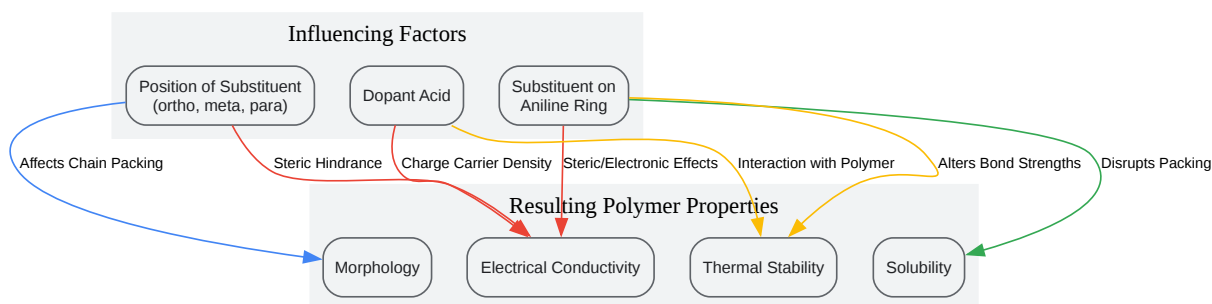 Influencing Factors
Position of Substituent
(ortho, meta, para)
Dopant Acid
Substituent on
Aniline Ring
Affects Chain Packing
Steric Hindrance
Charge Carrier Density
Steric/Electronic Effects
Interaction with Polymer
Alters Bond Strengths
Disrupts Packing
Resulting Polymer Properties
Morphology
Electrical Conductivity
Thermal Stability
Solubility